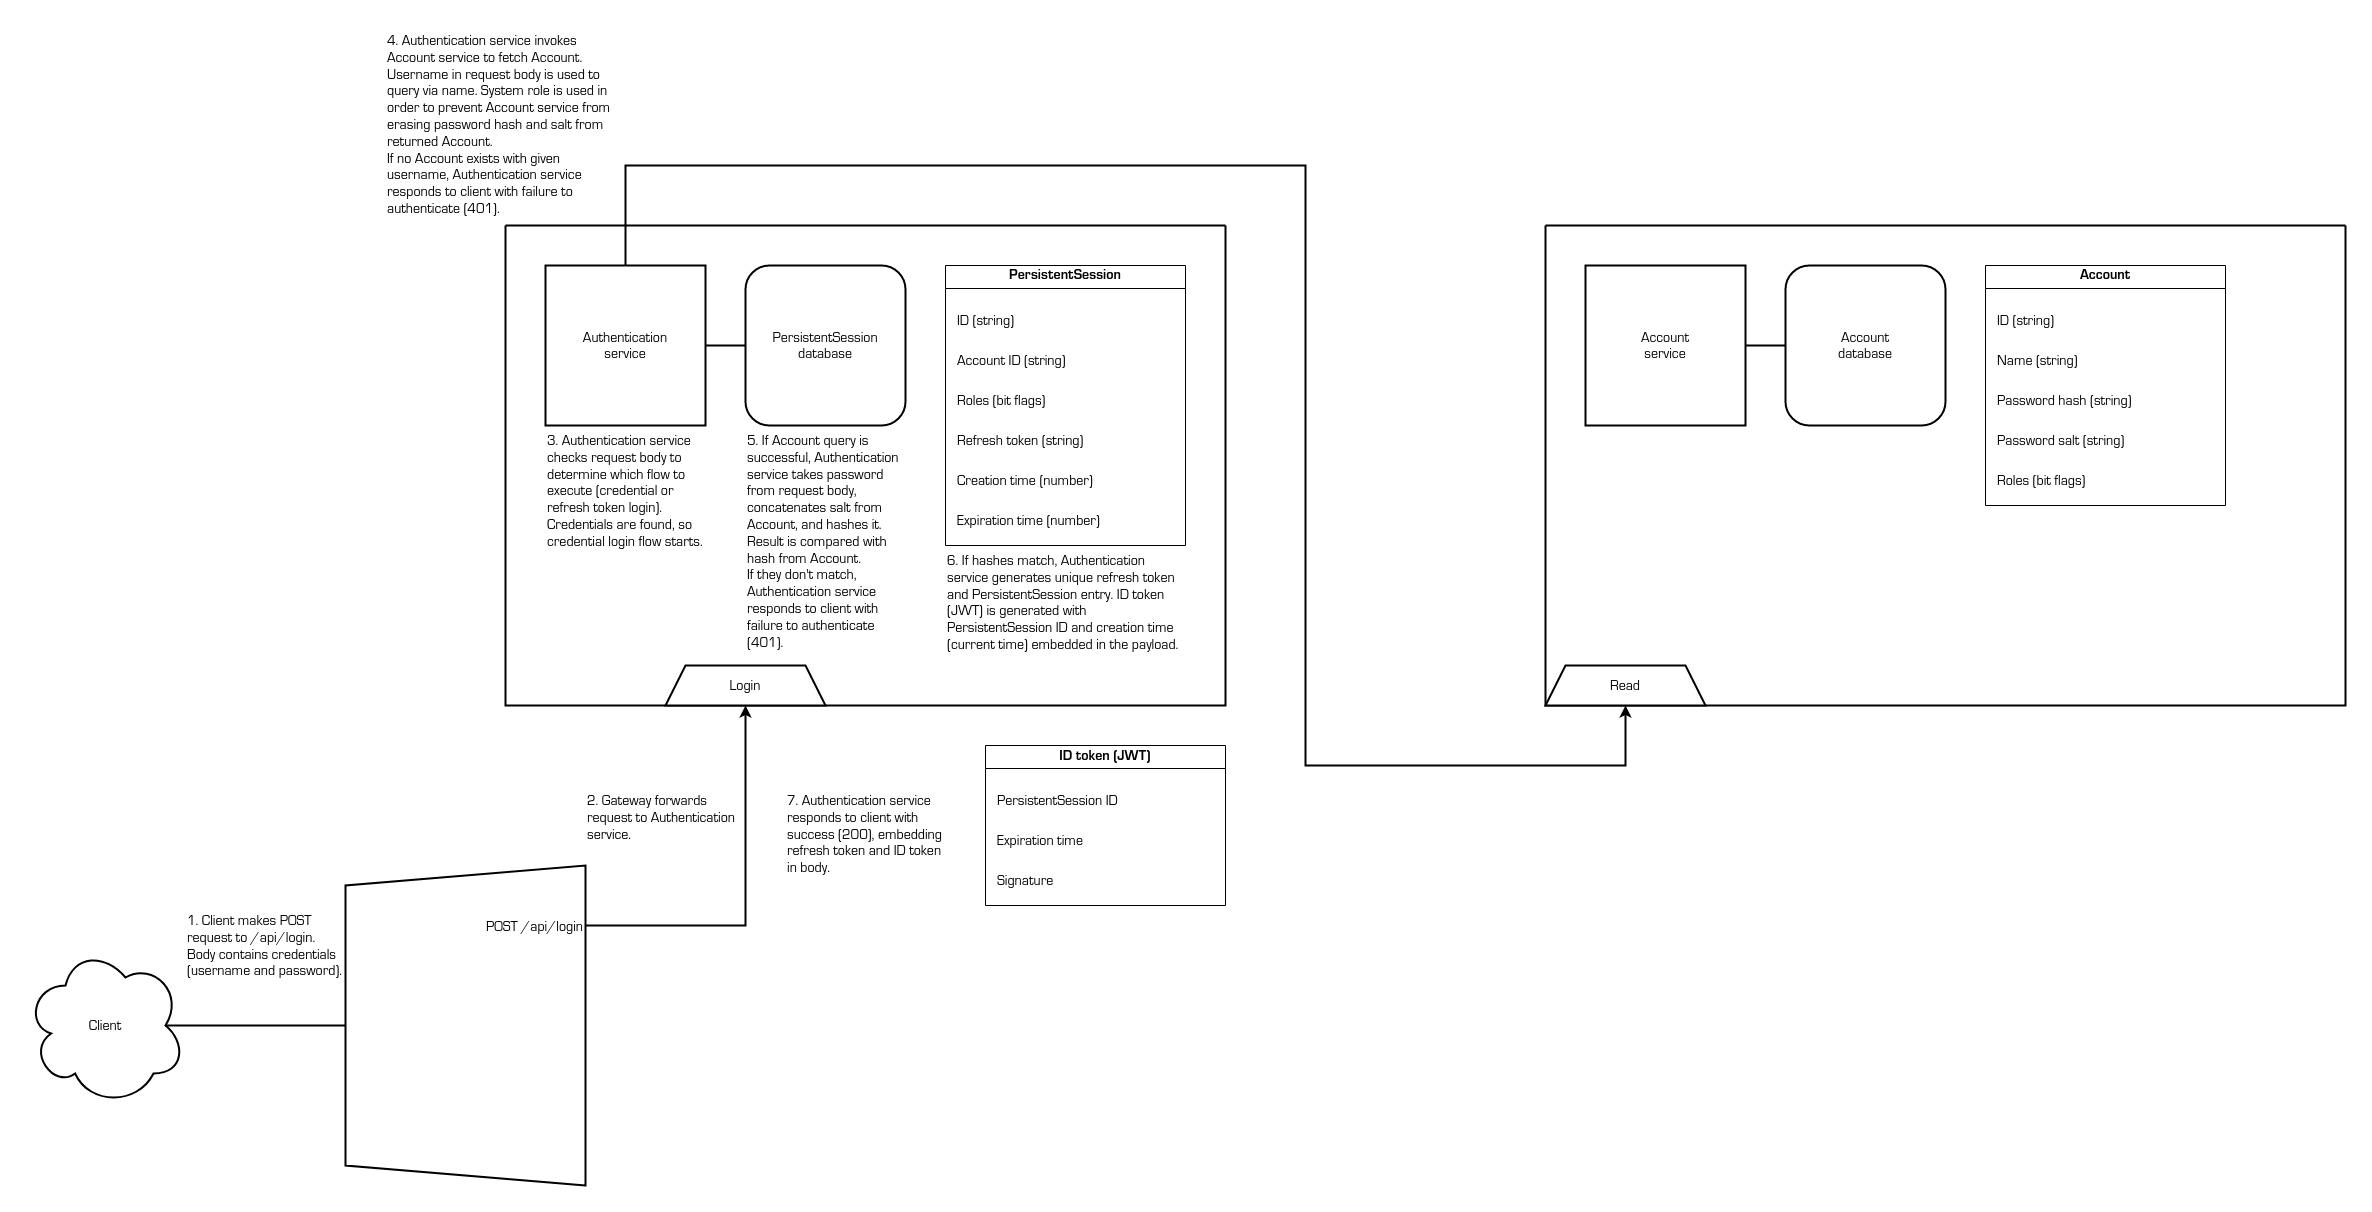 4. Authentication service invokes
Account service to fetch Account.
Username in request body is used to
query via name. System role is used in
order to prevent Account service from
erasing password hash and salt from
returned Account.
If no Account exists with given
username, Authentication service
responds to client with failure to
authenticate (401).
Authentication
service
PersistentSession
database
PersistentSession
ID (string)
Account ID (string)
Roles (bit flags)
Refresh token (string)
Creation time (number)
Expiration time (number)
3. Authentication service
checks request body to
determine which flow to
execute (credential or
refresh token login).
Credentials are found, so
credential login flow starts.
5. If Account query is
successful, Authentication
service takes password
from request body,
concatenates salt from
Account, and hashes it.
Result is compared with
hash from Account.
If they don't match,
Authentication service
responds to client with
failure to authenticate
(401).
6. If hashes match, Authentication
service generates unique refresh token
and PersistentSession entry. ID token
(JWT) is generated with
PersistentSession ID and creation time
(current time) embedded in the payload.
Login
Account
service
Account
database
Account
ID (string)
Name (string)
Password hash (string)
Password salt (string)
Roles (bit flags)
Read
2. Gateway forwards
request to Authentication
service.
7. Authentication service
responds to client with
success (200), embedding
refresh token and ID token
in body.
ID token (JWT)
PersistentSession ID
Expiration time
Signature
1. Client makes POST
request to /api/login.
Body contains credentials
(username and password).
POST /api/login
Client